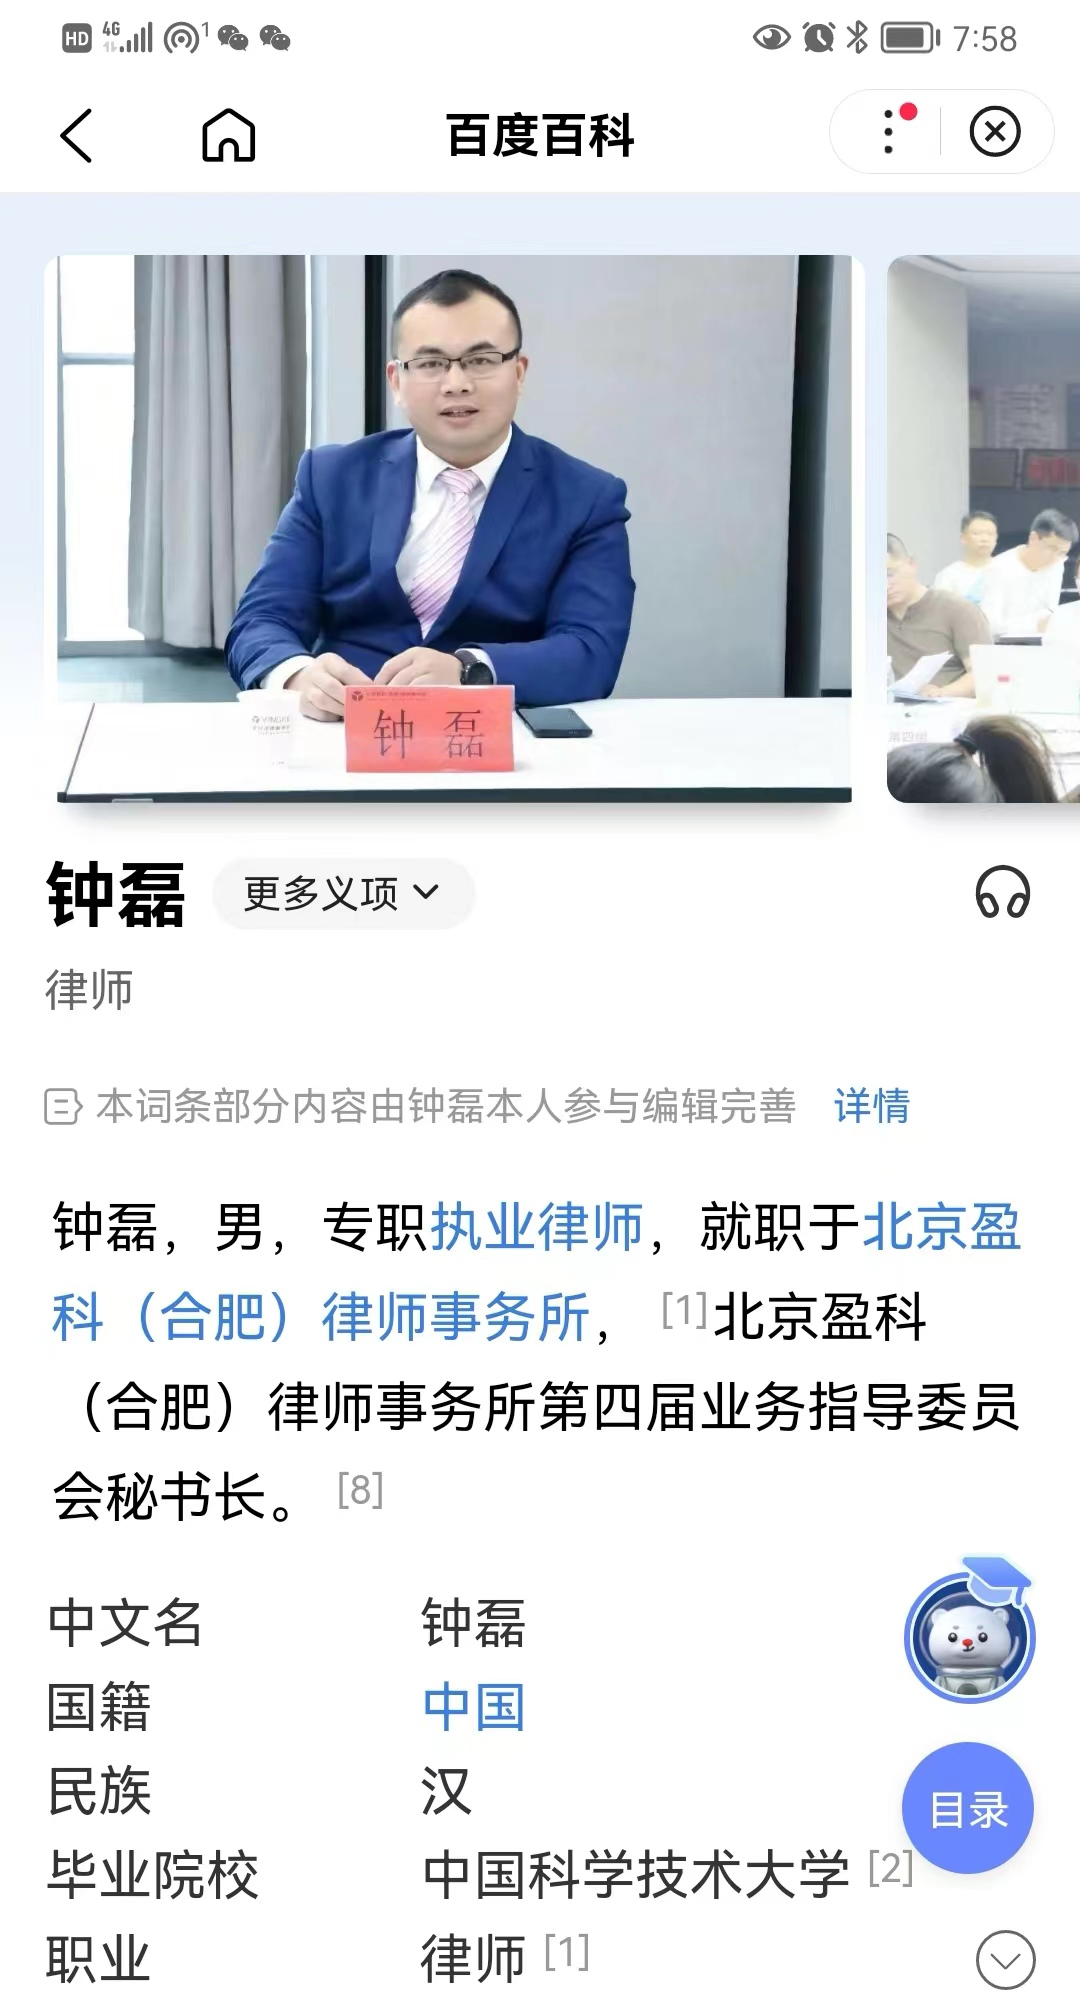 HD 4G 1 7:58
百度百科
YINGKE
钟 磊
第四组
钟磊 更多义项
律师
本词条部分内容由钟磊本人参与编辑完善 详情
钟磊，男，专职执业律师，就职于北京盈
科（合肥）律师事务所，[1]北京盈科
（合肥）律师事务所第四届业务指导委员
会秘书长。[8]
中文名 钟磊
国籍 中国
民族 汉
目录
毕业院校 中国科学技术大学 [2]
职业 律师 [1]